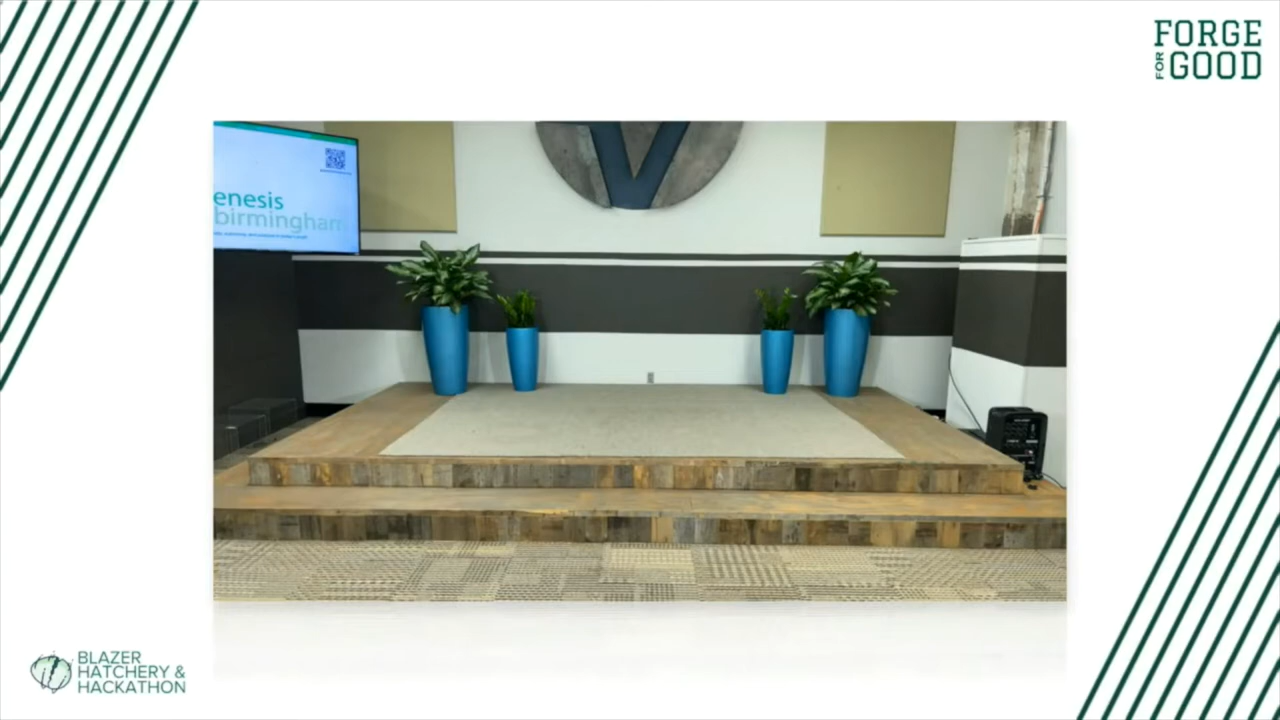 FORGE
FOR GOOD
enesis
birmingham
BLAZER
HATCHERY &
HACKATHON